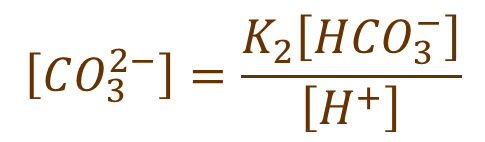 [CO₃²⁻] = K₂[HCO₃⁻] / [H⁺]